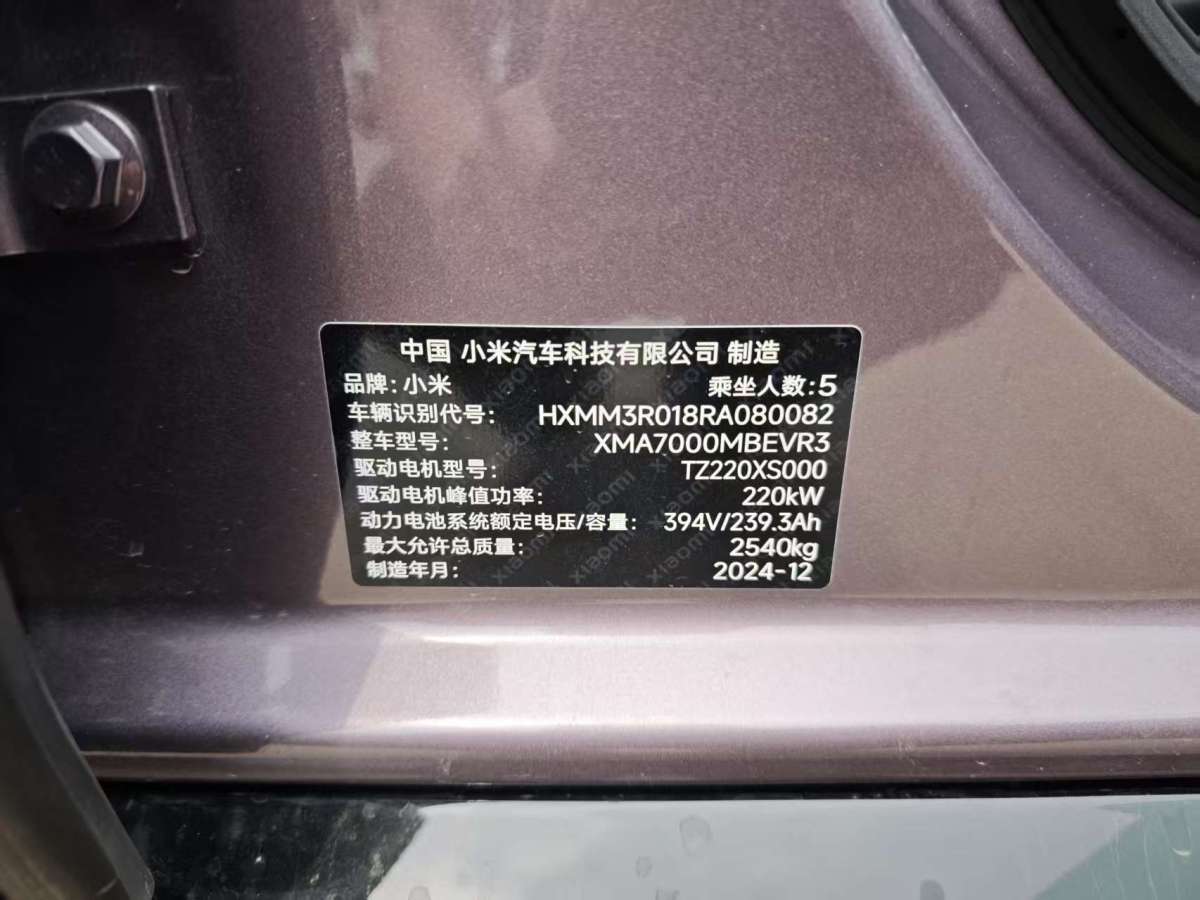 中国 小米汽车科技有限公司 制造
品牌：小米 乘坐人数：5
车辆识别代号： HXMM3R018RA080082
整车型号： XMA7000MBEVR3
驱动电机型号： TZ220XS000
驱动电机峰值功率： 220kW
动力电池系统额定电压/容量： 394V/239.3Ah
最大允许总质量： 2540kg
制造年月： 2024-12